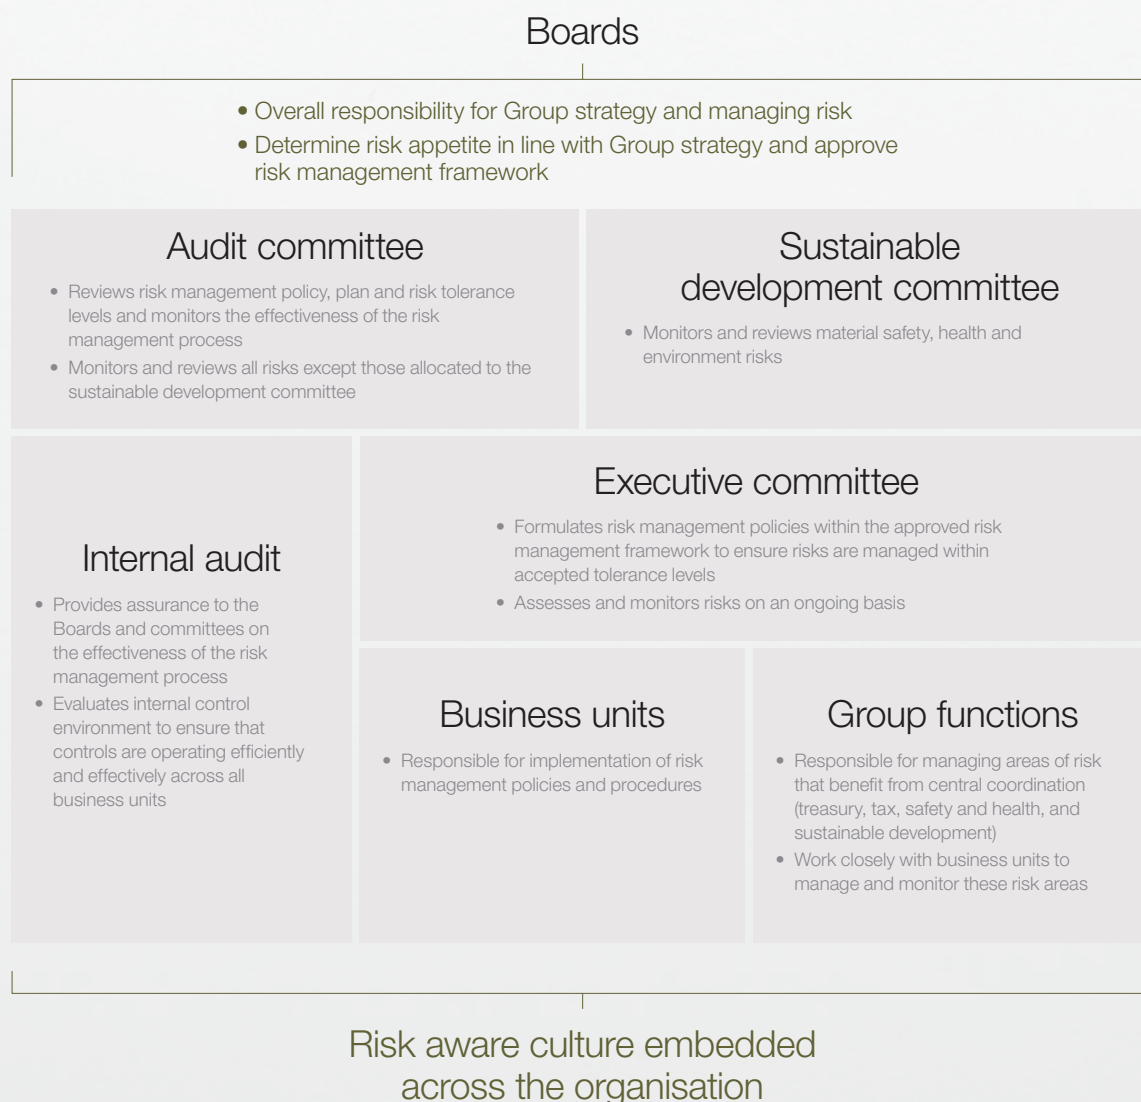 Boards
• Overall responsibility for Group strategy and managing risk
• Determine risk appetite in line with Group strategy and approve
risk management framework
Audit committee
• Reviews risk management policy, plan and risk tolerance
levels and monitors the effectiveness of the risk
management process
• Monitors and reviews all risks except those allocated to the
sustainable development committee
Sustainable
development committee
• Monitors and reviews material safety, health and
environment risks
Internal audit
• Provides assurance to the
Boards and committees on
the effectiveness of the risk
management process
• Evaluates internal control
environment to ensure that
controls are operating efficiently
and effectively across all
business units
Executive committee
• Formulates risk management policies within the approved risk
management framework to ensure risks are managed within
accepted tolerance levels
• Assesses and monitors risks on an ongoing basis
Business units
• Responsible for implementation of risk
management policies and procedures
Group functions
• Responsible for managing areas of risk
that benefit from central coordination
(treasury, tax, safety and health, and
sustainable development)
• Work closely with business units to
manage and monitor these risk areas
Risk aware culture embedded
across the organisation